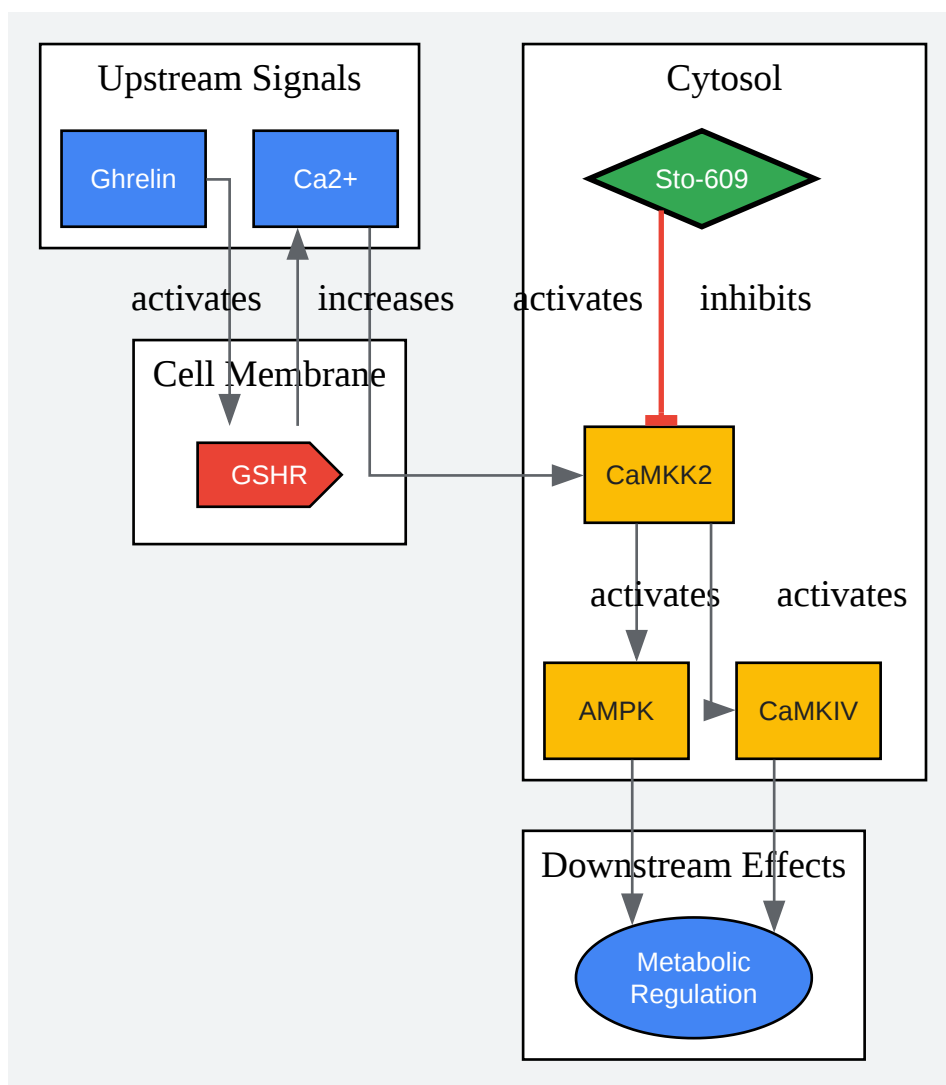 Upstream Signals
Cytosol
Ghrelin
Ca2+
Sto-609
activates
increases
activates
inhibits
Cell Membrane
GSHR
CaMKK2
activates
activates
AMPK
CaMKIV
Downstream Effects
Metabolic
Regulation